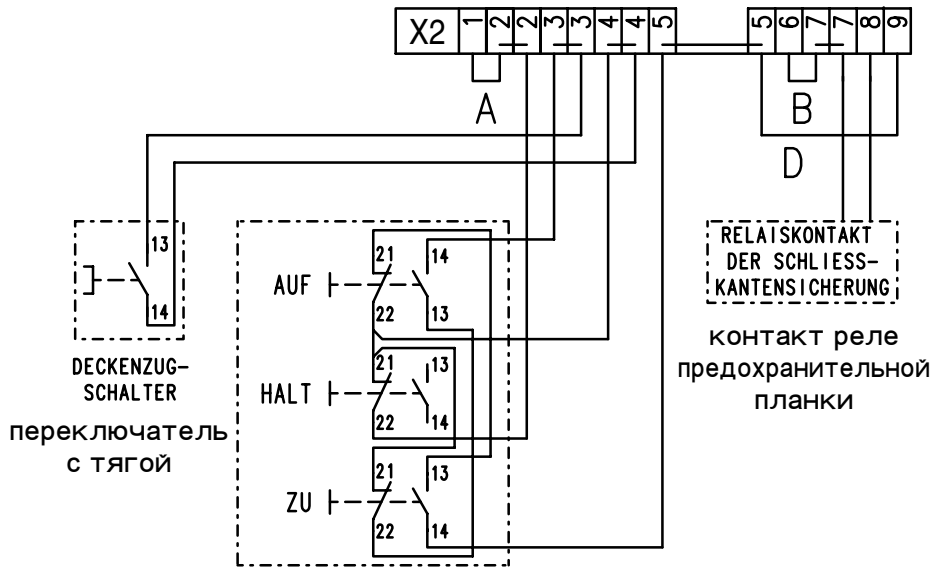 X2 1 2 2 3 3 4 4 5 5 6 7 7 8 9
A
B
D
13
14
DECKENZUG-
SCHALTER
переключатель
с тягой
AUF
21
22
14
13
HALT
21
22
13
14
ZU
21
22
13
14
RELAISKONTAKT
DER SCHLIESS-
KANTENSICHERUNG
контакт реле
предохранительной
планки